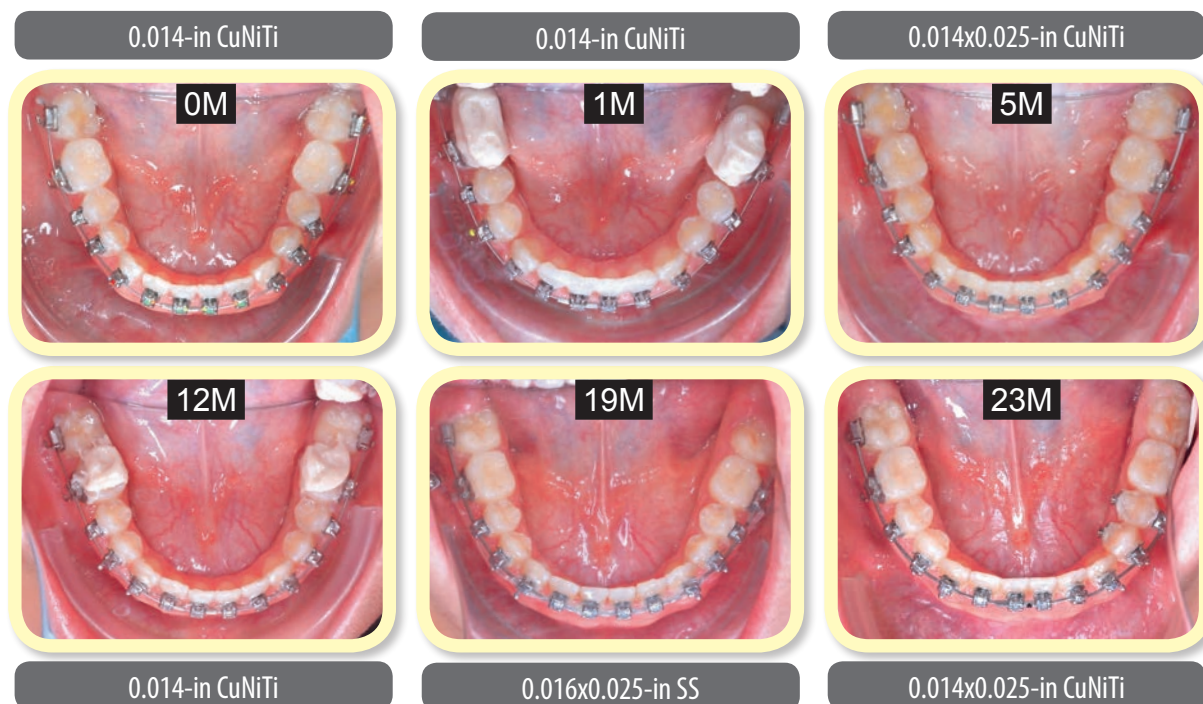 0.014-in CuNiTi
0.014-in CuNiTi
0.014x0.025-in CuNiTi
0M
1M
5M
12M
19M
23M
0.014-in CuNiTi
0.016x0.025-in SS
0.014x0.025-in CuNiTi